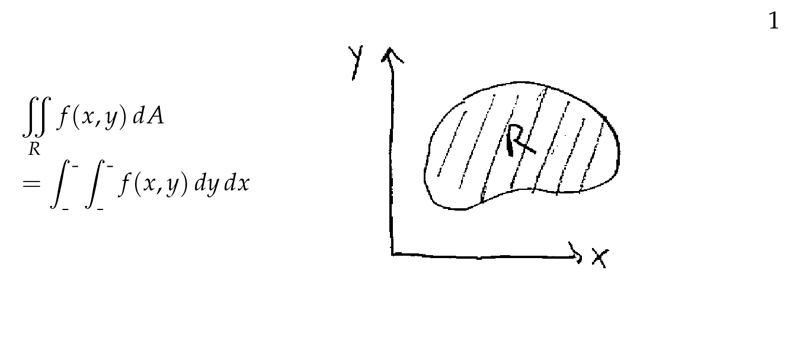 1
y
∬_R f(x, y) dA
R
= ∫_-^- ∫_-^- f(x, y) dy dx
x